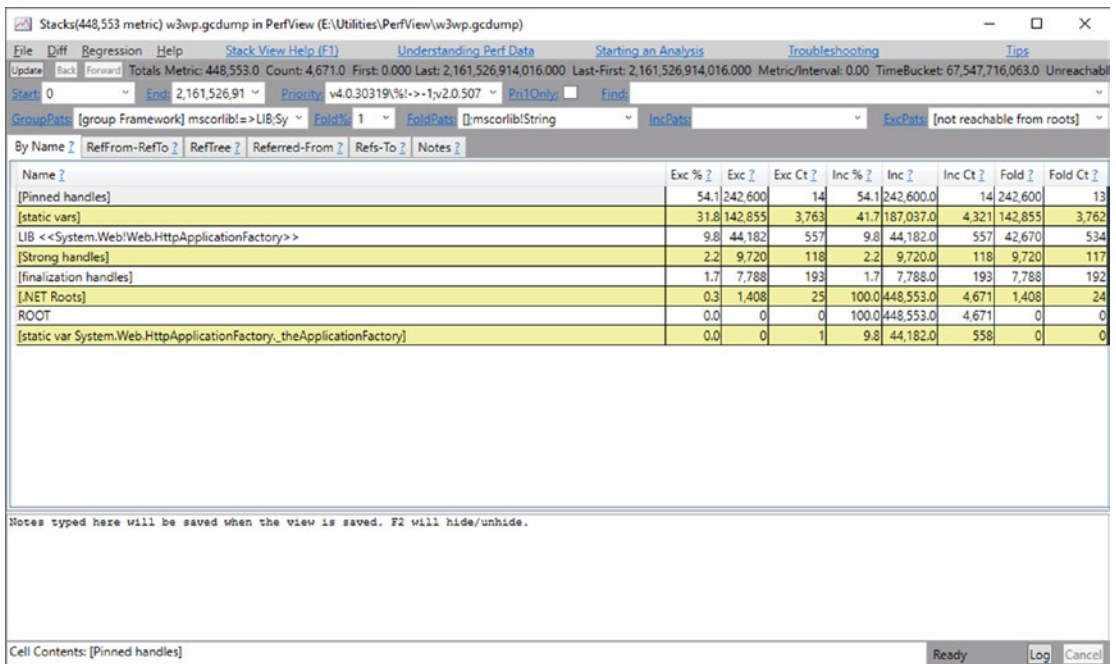 Stacks(448,553 metric) w3wp.gcdump in PerfView (E:\Utilities\PerfView\w3wp.gcdump)
File Diff Regression Help Stack View Help (F1) Understanding Perf Data Starting an Analysis Troubleshooting Tips
Update Back Forward Totals Metric: 448,553.0 Count: 4,671.0 First: 0.000 Last: 2,161,526,914,016.000 Last-First: 2,161,526,914,016.000 Metric/Interval: 0.00 TimeBucket: 67,547,716,063.0 Unreachabl
Start: 0 End: 2,161,526,91 Priority: v4.0.30319\%!->-1;v2.0.507 Pri1Only: Find:
GroupPats: [group Framework] mscorlib!=>LIB;Sy Fold%: 1 FoldPats: [];mscorlib!String IncPats: ExcPats: [not reachable from roots]
By Name ? RefFrom-RefTo ? RefTree ? Referred-From ? Refs-To ? Notes ?
Name ? Exc % ? Exc ? Exc Ct ? Inc % ? Inc ? Inc Ct ? Fold ? Fold Ct ?
[Pinned handles] 54.1 242,600 14 54.1 242,600.0 14 242,600 13
[static vars] 31.8 142,855 3,763 41.7 187,037.0 4,321 142,855 3,762
LIB <<System.Web!Web.HttpApplicationFactory>> 9.8 44,182 557 9.8 44,182.0 557 42,670 534
[Strong handles] 2.2 9,720 118 2.2 9,720.0 118 9,720 117
[finalization handles] 1.7 7,788 193 1.7 7,788.0 193 7,788 192
[.NET Roots] 0.3 1,408 25 100.0 448,553.0 4,671 1,408 24
ROOT 0.0 0 0 100.0 448,553.0 4,671 0 0
[static var System.Web.HttpApplicationFactory._theApplicationFactory] 0.0 0 1 9.8 44,182.0 558 0 0
Notes typed here will be saved when the view is saved. F2 will hide/unhide.
Cell Contents: [Pinned handles] Ready Log Cancel